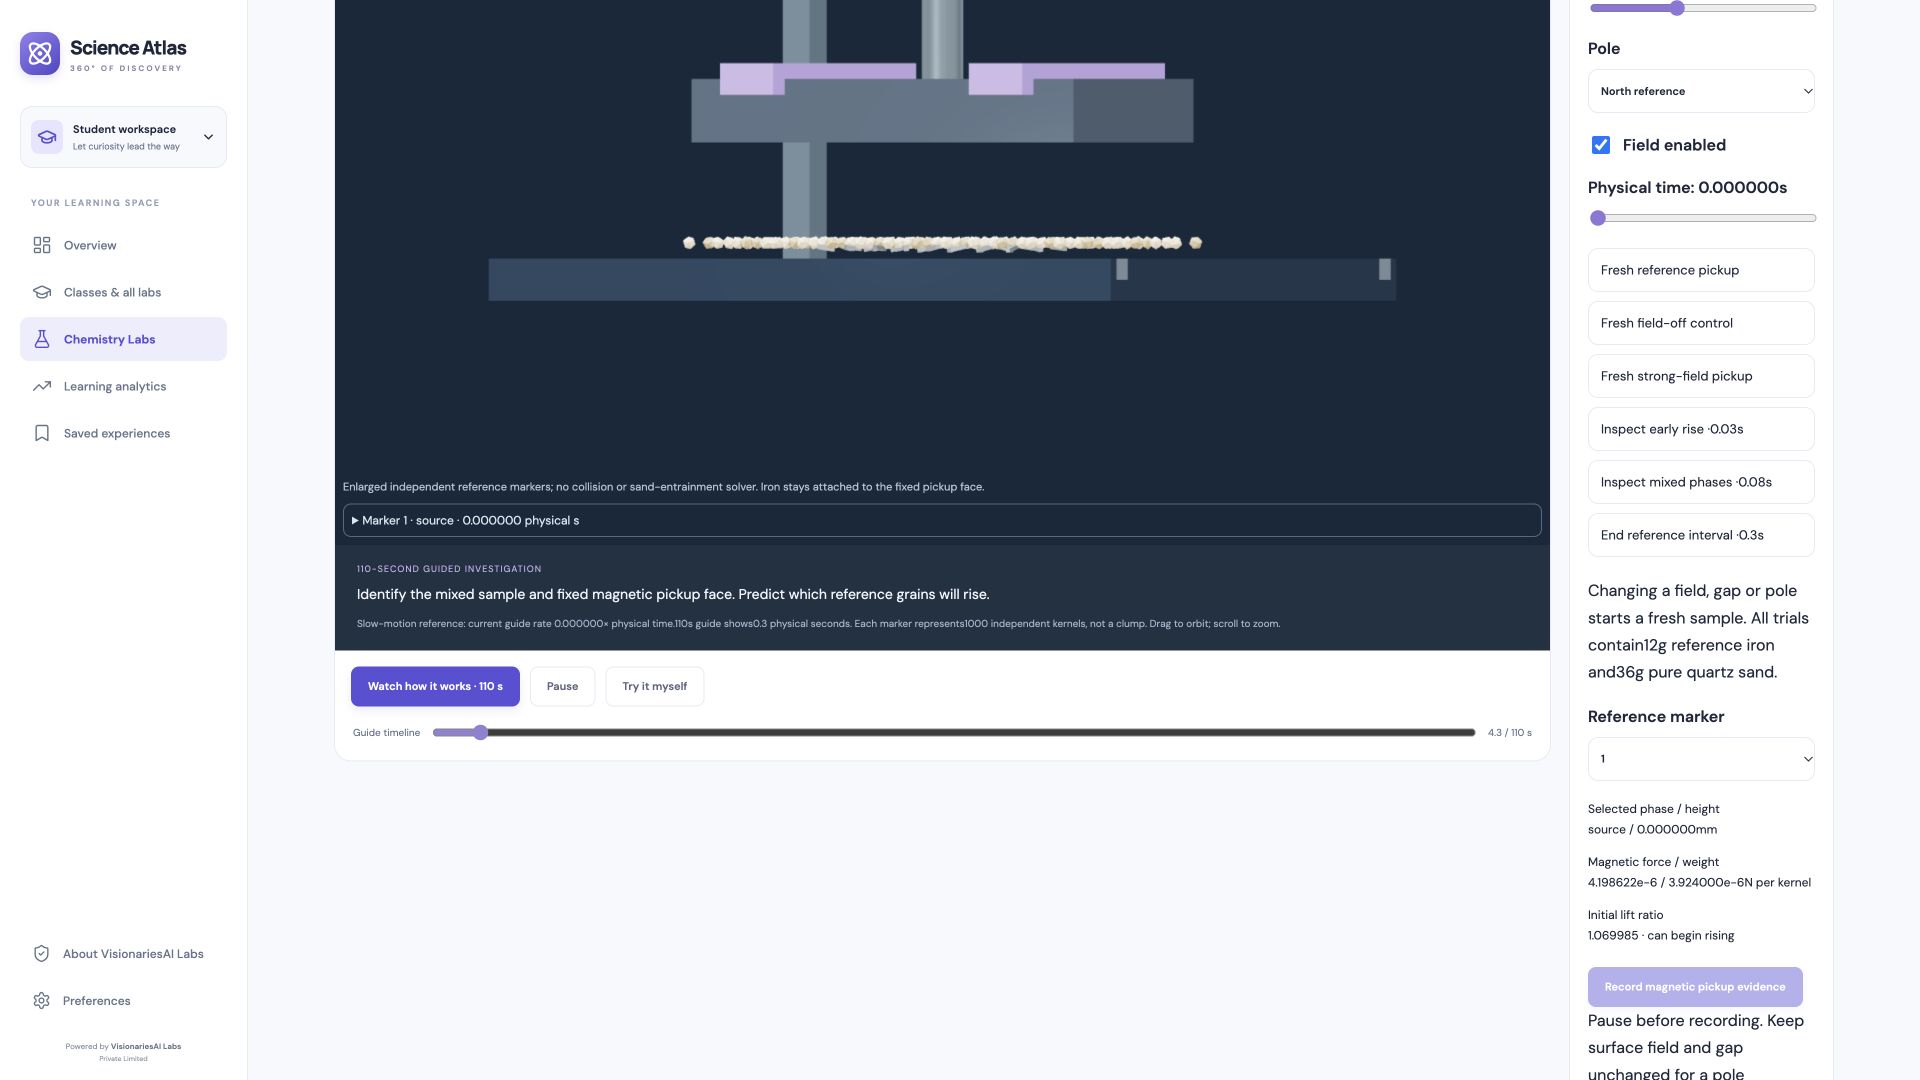 Science Atlas
360° OF DISCOVERY
Student workspace
Let curiosity lead the way
YOUR LEARNING SPACE
Overview
Classes & all labs
Chemistry Labs
Learning analytics
Saved experiences
About VisionariesAI Labs
Preferences
Powered by VisionariesAI Labs
Private Limited
Enlarged independent reference markers; no collision or sand-entrainment solver. Iron stays attached to the fixed pickup face.
▶ Marker 1 · source · 0.000000 physical s
110-SECOND GUIDED INVESTIGATION
Identify the mixed sample and fixed magnetic pickup face. Predict which reference grains will rise.
Slow-motion reference: current guide rate 0.000000× physical time.110s guide shows0.3 physical seconds. Each marker represents1000 independent kernels, not a clump. Drag to orbit; scroll to zoom.
Watch how it works · 110 s
Pause
Try it myself
Guide timeline
4.3 / 110 s
Pole
North reference
Field enabled
Physical time: 0.000000s
Fresh reference pickup
Fresh field-off control
Fresh strong-field pickup
Inspect early rise ·0.03s
Inspect mixed phases ·0.08s
End reference interval ·0.3s
Changing a field, gap or pole
starts a fresh sample. All trials
contain12g reference iron
and36g pure quartz sand.
Reference marker
1
Selected phase / height
source / 0.000000mm
Magnetic force / weight
4.198622e-6 / 3.924000e-6N per kernel
Initial lift ratio
1.069985 · can begin rising
Record magnetic pickup evidence
Pause before recording. Keep
surface field and gap
unchanged for a pole